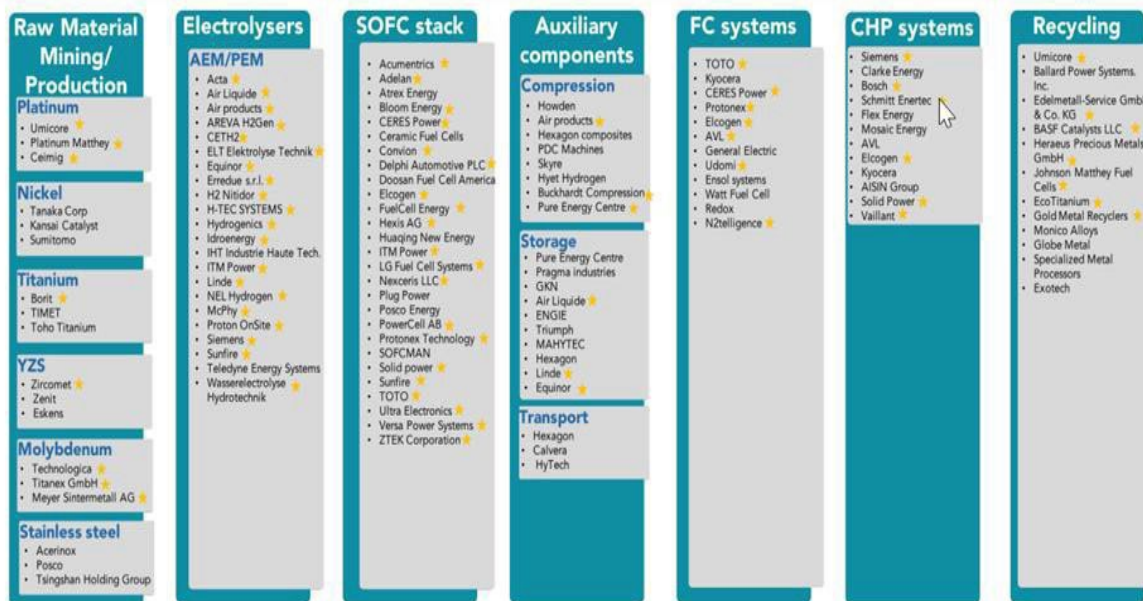 Raw Material
Mining/
Production
Platinum
• Umicore
• Platinum Matthey
• Ceimig
Nickel
• Tanaka Corp
• Kansai Catalyst
• Sumitomo
Titanium
• Borit
• TIMET
• Toho Titanium
YZS
• Zircomet
• Zenit
• Eskens
Molybdenum
• Technologica
• Titanex GmbH
• Meyer Sintermetall AG
Stainless steel
• Acerinox
• Posco
• Tsingshan Holding Group
Electrolysers
AEM/PEM
• Acta
• Air Liquide
• Air products
• AREVA H2Gen
• CETH2
• ELT Elektrolyse Technik
• Equinor
• Erredue s.r.l.
• H2 Nitidor
• H-TEC SYSTEMS
• Hydrogenics
• Idroenergy
• IHT Industrie Haute Tech.
• ITM Power
• Linde
• NEL Hydrogen
• McPhy
• Proton OnSite
• Siemens
• Sunfire
• Teledyne Energy Systems
• Wasserelectrolyse
Hydrotechnik
SOFC stack
• Acumentrics
• Adelan
• Atrex Energy
• Bloom Energy
• CERES Power
• Ceramic Fuel Cells
• Convion
• Delphi Automotive PLC
• Doosan Fuel Cell America
• Elcogen
• FuelCell Energy
• Hexis AG
• Huaqing New Energy
• ITM Power
• LG Fuel Cell Systems
• Nexceris LLC
• Plug Power
• Posco Energy
• PowerCell AB
• Protonex Technology
• SOFCMAN
• Solid power
• Sunfire
• TOTO
• Ultra Electronics
• Versa Power Systems
• ZTEK Corporation
Auxiliary
components
Compression
• Howden
• Air products
• Hexagon composites
• PDC Machines
• Skyre
• Hyet Hydrogen
• Buckhardt Compression
• Pure Energy Centre
Storage
• Pure Energy Centre
• Pragma industries
• GKN
• Air Liquide
• ENGIE
• Triumph
• MAHYTEC
• Hexagon
• Linde
• Equinor
Transport
• Hexagon
• Calvera
• HyTech
FC systems
• TOTO
• Kyocera
• CERES Power
• Protonex
• Elcogen
• AVL
• General Electric
• Udomi
• Ensol systems
• Watt Fuel Cell
• Redox
• N2telligence
CHP systems
• Siemens
• Clarke Energy
• Bosch
• Schmitt Enertec
• Flex Energy
• Mosaic Energy
• AVL
• Elcogen
• Kyocera
• AISIN Group
• Solid Power
• Vaillant
Recycling
• Umicore
• Ballard Power Systems.
Inc.
• Edelmetall-Service Gmb
& Co. KG
• BASF Catalysts LLC
• Heraeus Precious Metals
GmbH
• Johnson Matthey Fuel
Cells
• EcoTitanium
• Gold Metal Recyclers
• Monico Alloys
• Globe Metal
• Specialized Metal
Processors
• Exotech